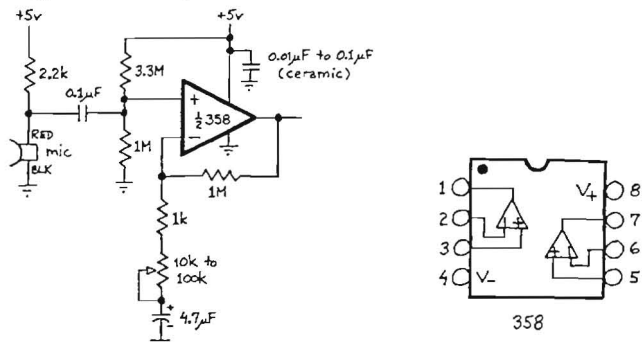 +5v
+5v
2.2k
3.3M
0.01µF to 0.1µF
(ceramic)
0.1µF
+
½ 358
−
RED
mic
BLK
1M
1M
1k
10k to
100k
+
4.7µF
−
1
2
3
4
V-
V+
8
7
6
5
358